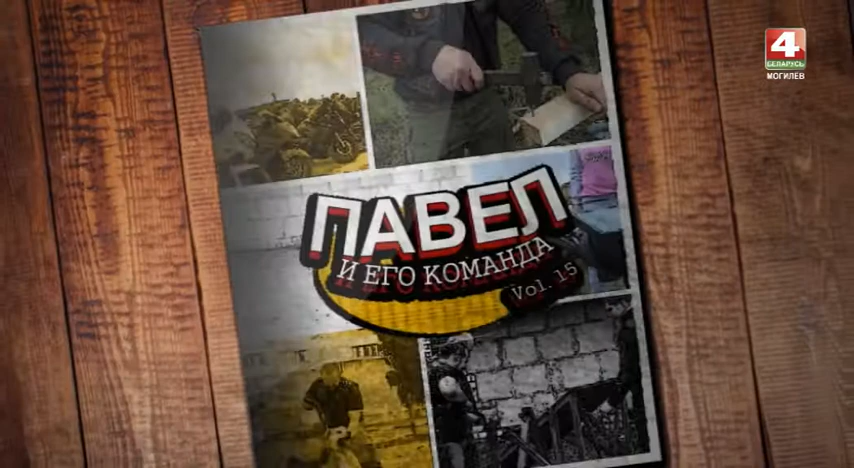 4
БЕЛАРУСЬ
МОГИЛЕВ
ПАВЕЛ
И ЕГО КОМАНДА
Vol. 15